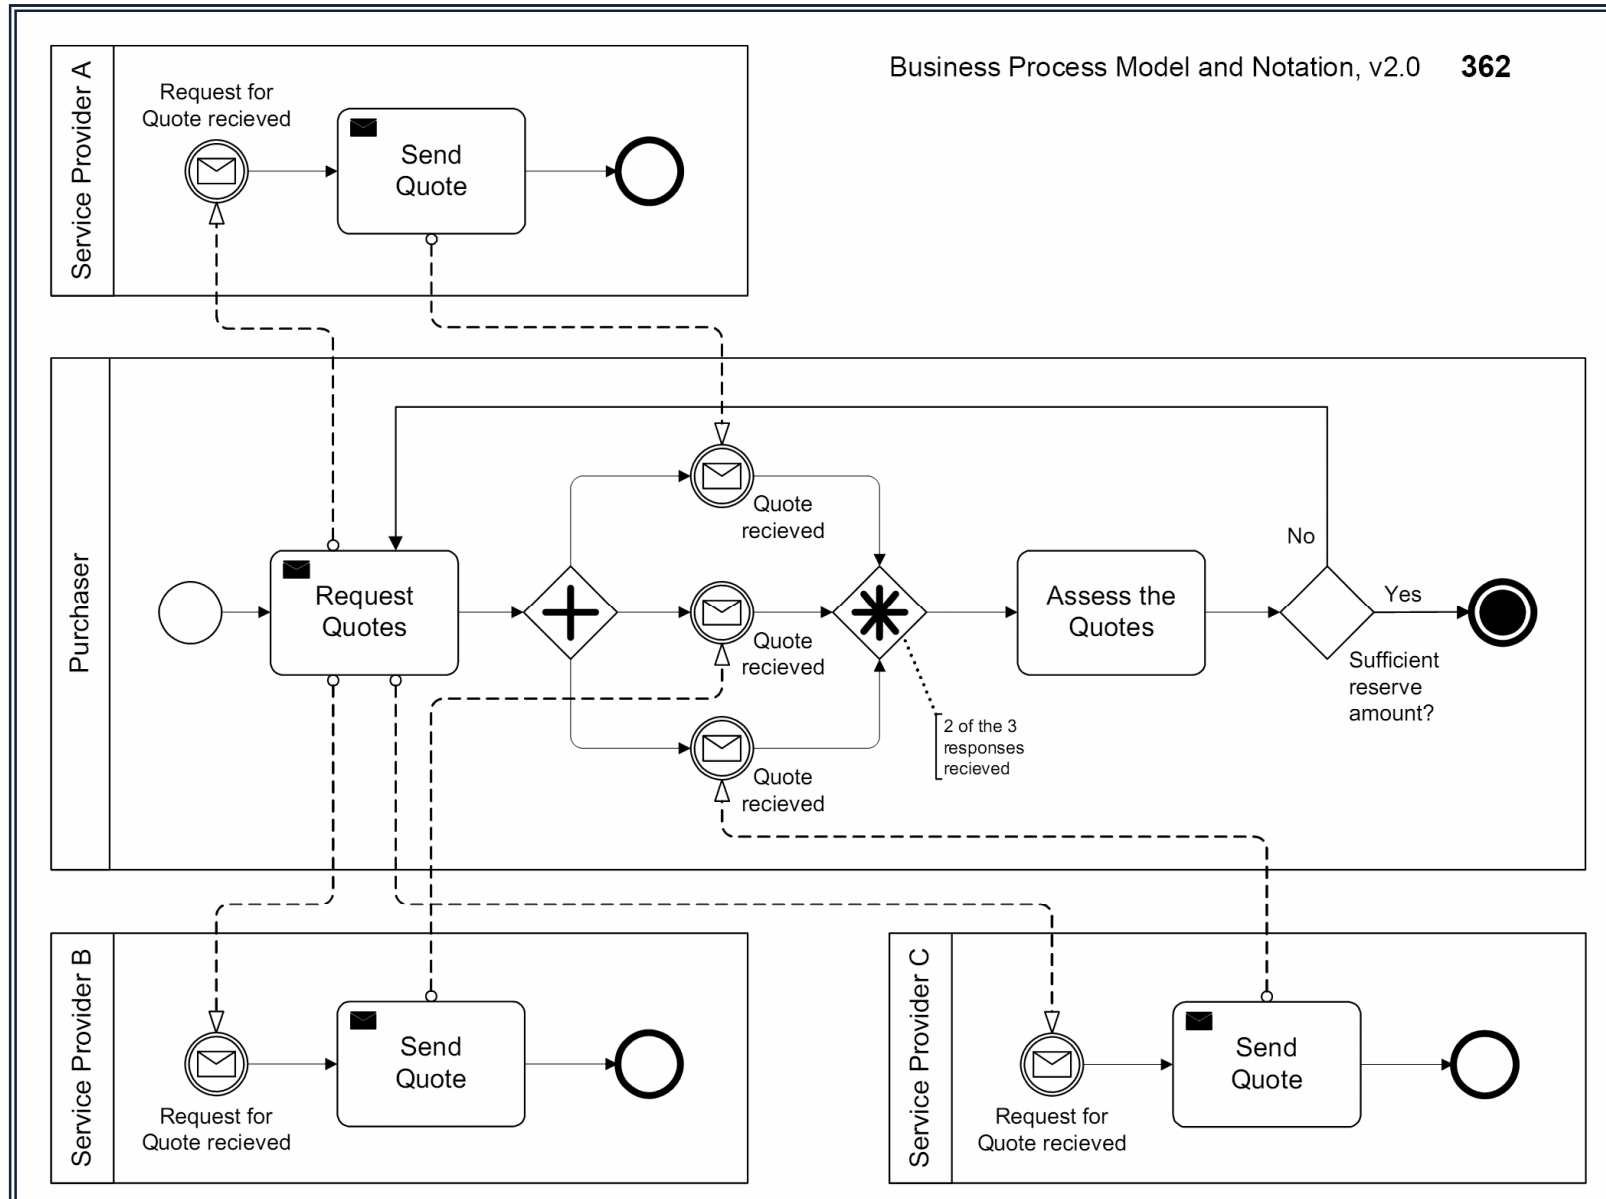 Business Process Model and Notation, v2.0 362
Service Provider A
Request for
Quote recieved
Send
Quote
Purchaser
Request
Quotes
Quote
recieved
Quote
recieved
Quote
recieved
2 of the 3
responses
recieved
Assess the
Quotes
No
Yes
Sufficient
reserve
amount?
Service Provider B
Request for
Quote recieved
Send
Quote
Service Provider C
Request for
Quote recieved
Send
Quote